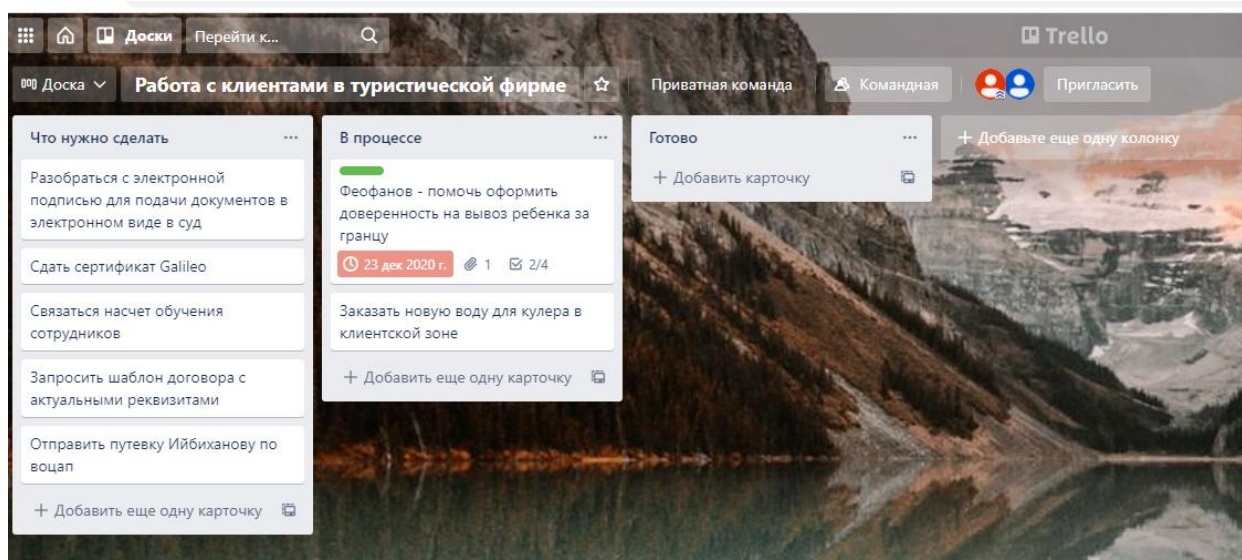 Доски Перейти к... Trello
Доска Работа с клиентами в туристической фирме Приватная команда Командная Пригласить
Что нужно сделать
Разобраться с электронной
подписью для подачи документов в
электронном виде в суд
Сдать сертификат Galileo
Связаться насчет обучения
сотрудников
Запросить шаблон договора с
актуальными реквизитами
Отправить путевку Ийбиханову по
воцап
+ Добавить еще одну карточку
В процессе
Феофанов - помочь оформить
доверенность на вывоз ребенка за
гранцу
23 дек 2020 г. 1 2/4
Заказать новую воду для кулера в
клиентской зоне
+ Добавить еще одну карточку
Готово
+ Добавить карточку
+ Добавьте еще одну колонку